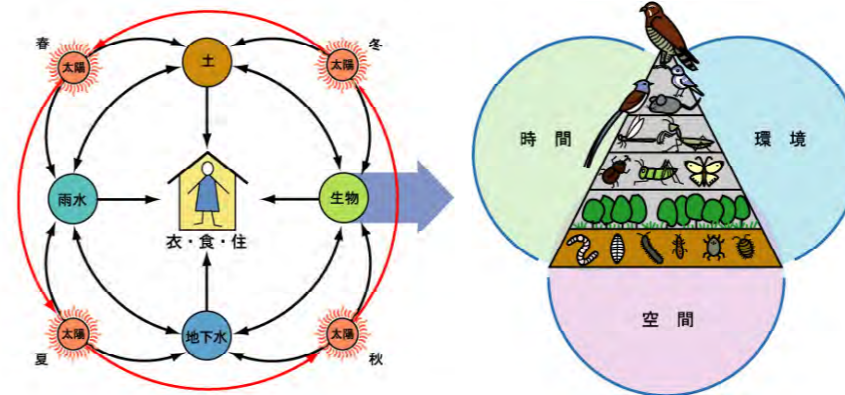 春
太陽
土
冬
太陽
雨水
生物
衣・食・住
太陽
夏
地下水
太陽
秋
時間
環境
空間